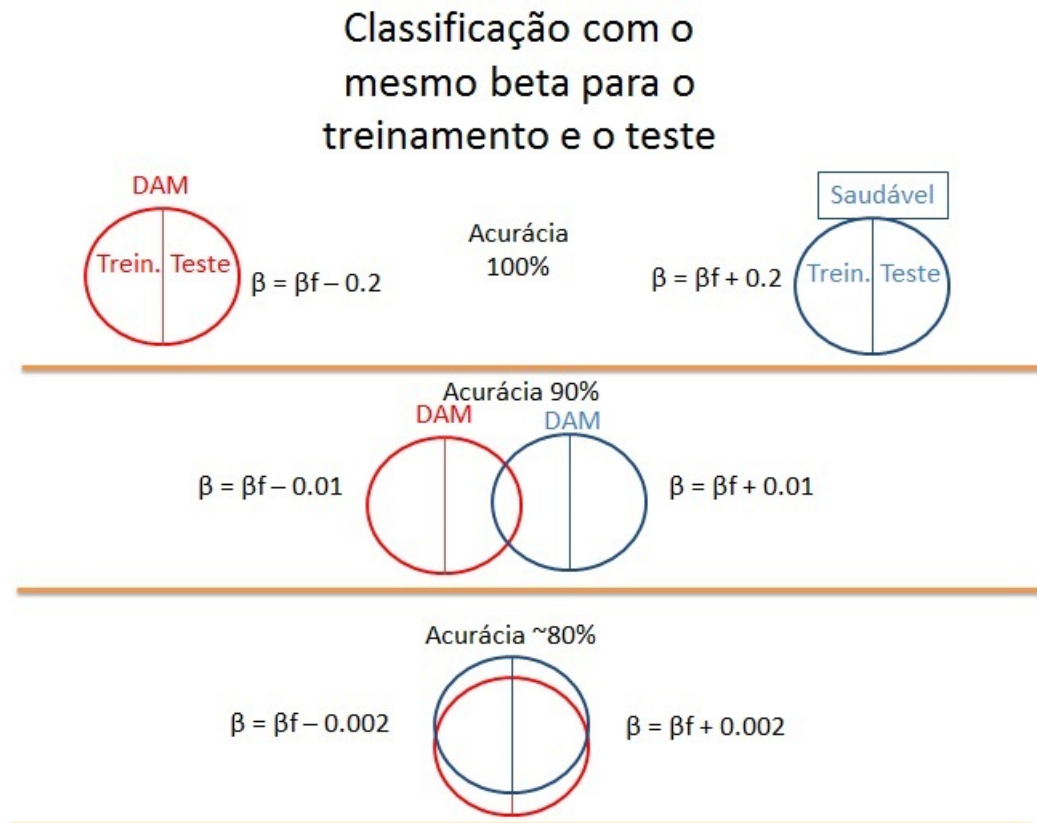 Classificação com o
mesmo beta para o
treinamento e o teste
DAM
Saudável
Trein. Teste
β = βf – 0.2
Acurácia
100%
β = βf + 0.2
Trein. Teste
Acurácia 90%
DAM
DAM
β = βf – 0.01
β = βf + 0.01
Acurácia ~80%
β = βf – 0.002
β = βf + 0.002